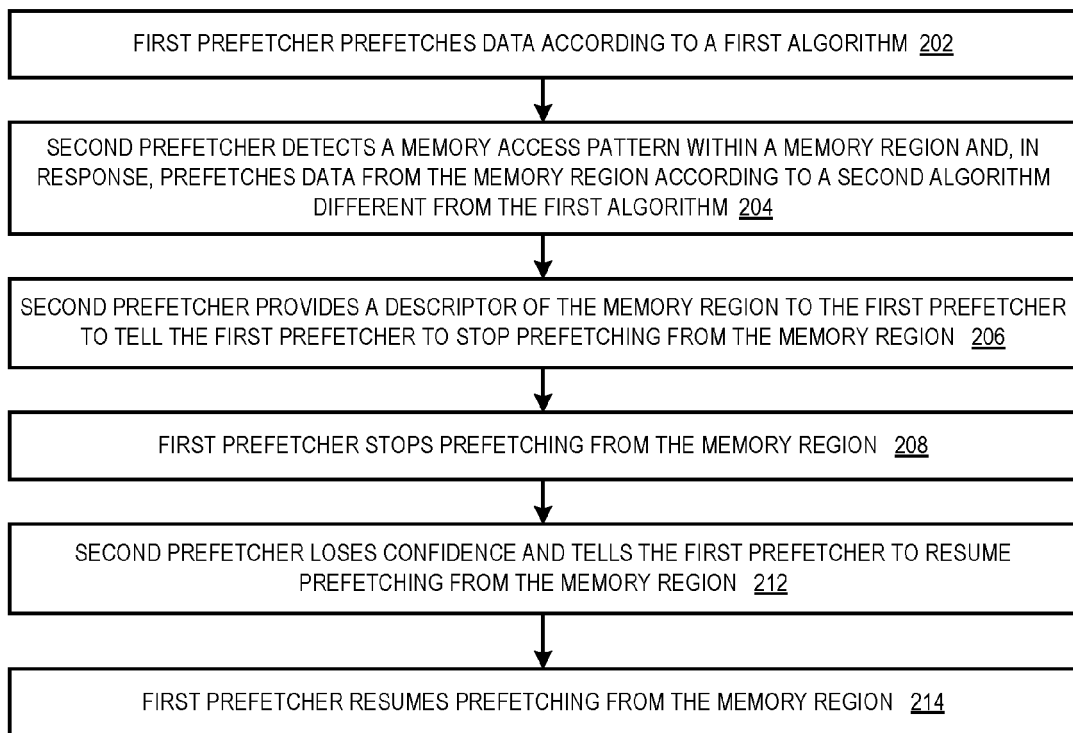 FIRST PREFETCHER PREFETCHES DATA ACCORDING TO A FIRST ALGORITHM 202
SECOND PREFETCHER DETECTS A MEMORY ACCESS PATTERN WITHIN A MEMORY REGION AND, IN
RESPONSE, PREFETCHES DATA FROM THE MEMORY REGION ACCORDING TO A SECOND ALGORITHM
DIFFERENT FROM THE FIRST ALGORITHM 204
SECOND PREFETCHER PROVIDES A DESCRIPTOR OF THE MEMORY REGION TO THE FIRST PREFETCHER
TO TELL THE FIRST PREFETCHER TO STOP PREFETCHING FROM THE MEMORY REGION 206
FIRST PREFETCHER STOPS PREFETCHING FROM THE MEMORY REGION 208
SECOND PREFETCHER LOSES CONFIDENCE AND TELLS THE FIRST PREFETCHER TO RESUME
PREFETCHING FROM THE MEMORY REGION 212
FIRST PREFETCHER RESUMES PREFETCHING FROM THE MEMORY REGION 214